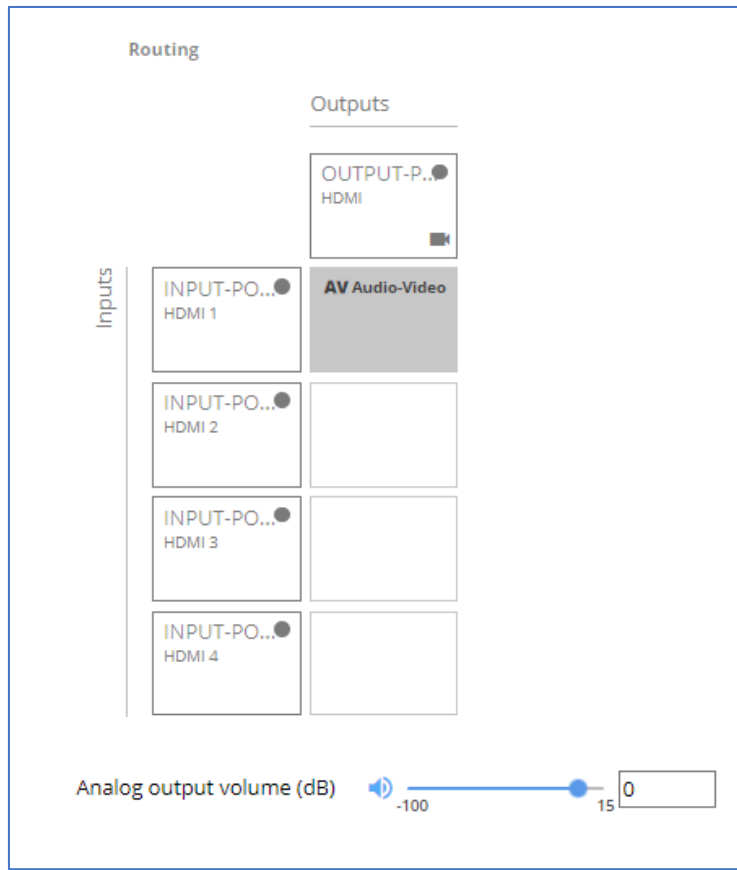 Routing
Outputs
OUTPUT-P...
HDMI
Inputs
INPUT-PO...
HDMI 1
AV Audio-Video
INPUT-PO...
HDMI 2
INPUT-PO...
HDMI 3
INPUT-PO...
HDMI 4
Analog output volume (dB)
-100
15
0